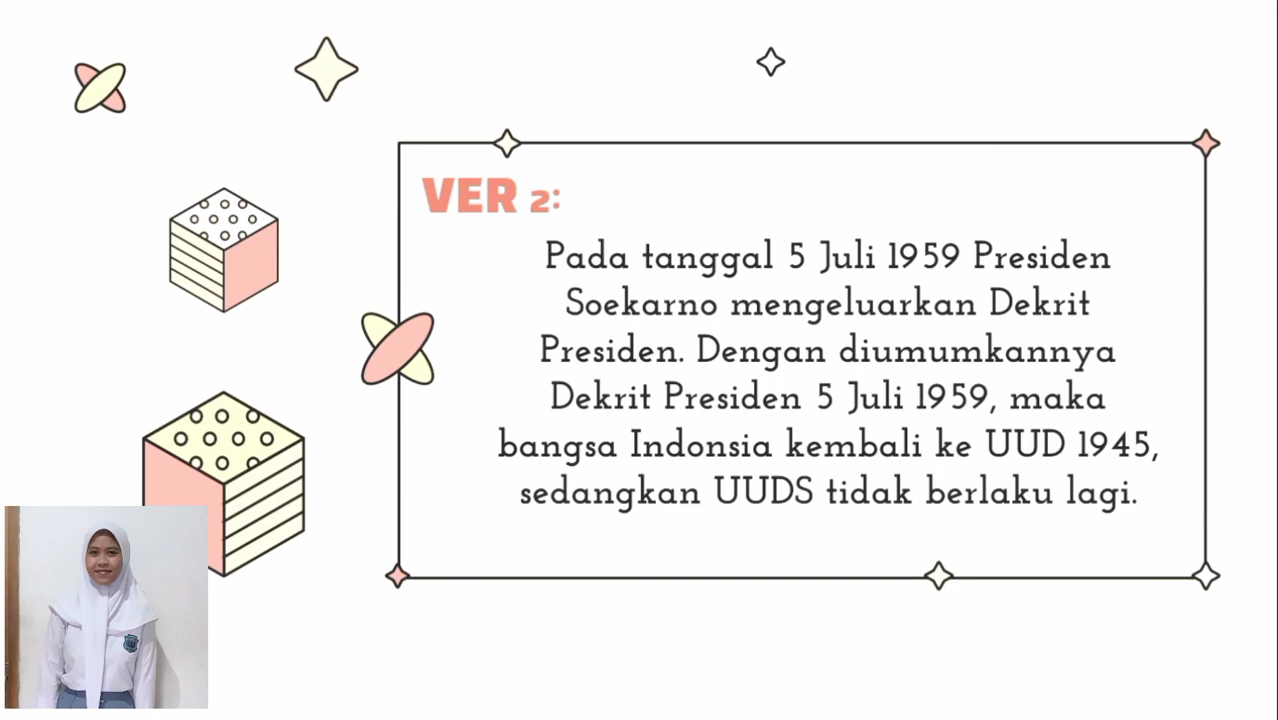 VER 2:
Pada tanggal 5 Juli 1959 Presiden
Soekarno mengeluarkan Dekrit
Presiden. Dengan diumumkannya
Dekrit Presiden 5 Juli 1959, maka
bangsa Indonsia kembali ke UUD 1945,
sedangkan UUDS tidak berlaku lagi.